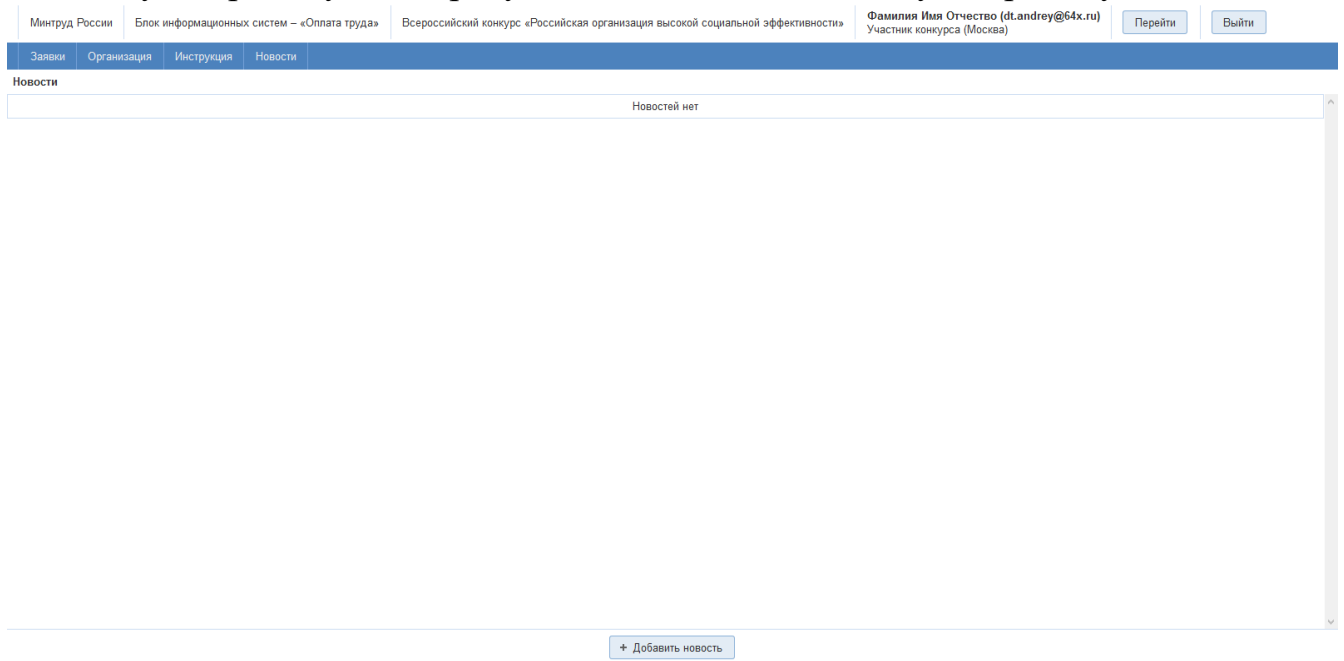 Минтруд России Блок информационных систем – «Оплата труда» Всероссийский конкурс «Российская организация высокой социальной эффективности» Фамилия Имя Отчество (dt.andrey@64x.ru) Перейти Выйти
Участник конкурса (Москва)
Заявки Организация Инструкция Новости
Новости
Новостей нет
+ Добавить новость